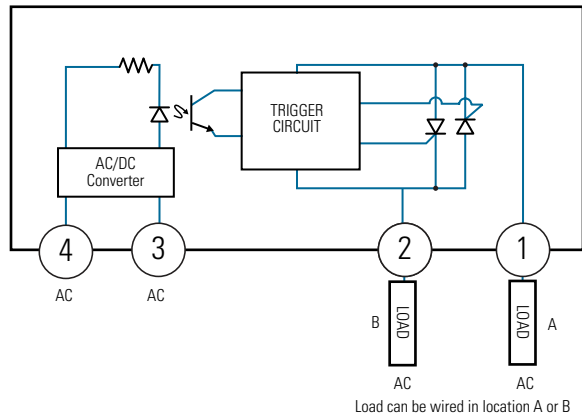 TRIGGER
CIRCUIT
AC/DC
Converter
4
3
2
1
AC
AC
B
LOAD
LOAD
A
AC
AC
Load can be wired in location A or B